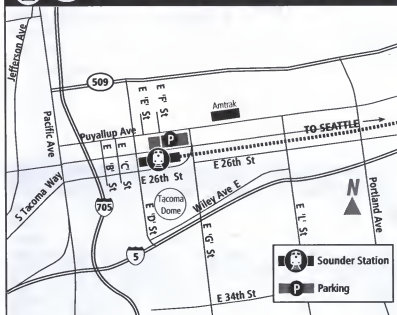 Jefferson Ave
509
Pacific Ave
E 'E' St
E 'F' St
Amtrak
Puyallup Ave
P
TO SEATTLE
E 'B' St
E 'C' St
E 26th St
E 26th St
S Tacoma Way
705
Tacoma
Dome
Wiley Ave E
E 'D' St
E 'G' St
E 'L' St
Portland Ave
N
5
E 34th St
Sounder Station
P Parking